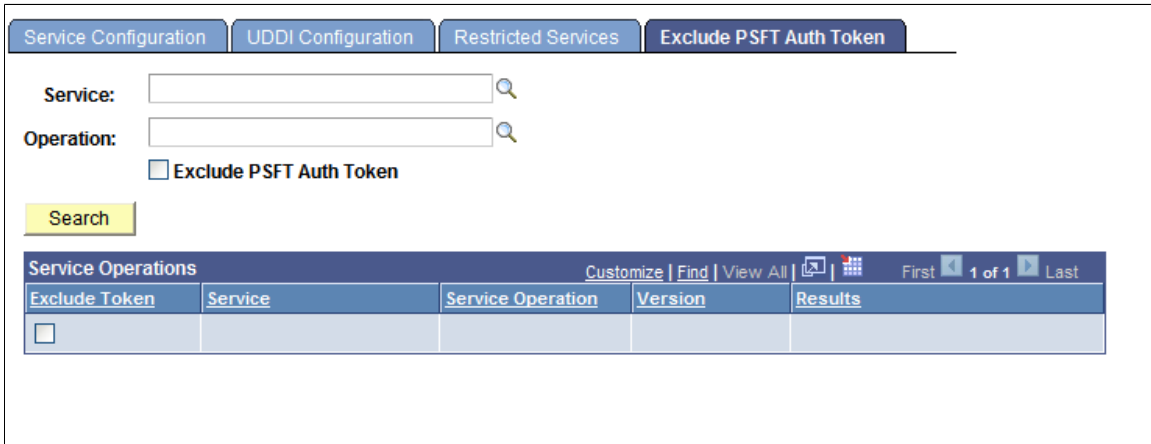 Service Configuration UDDI Configuration Restricted Services Exclude PSFT Auth Token
Service:
Operation:
Exclude PSFT Auth Token
Search
Service Operations Customize | Find | View All | | First 1 of 1 Last
Exclude Token Service Service Operation Version Results